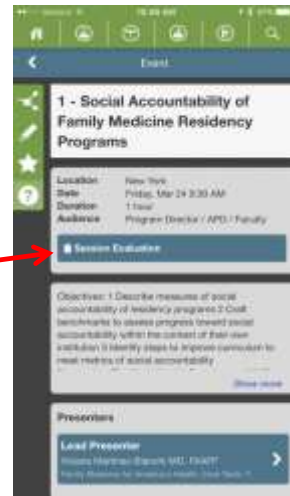 Event
1 - Social Accountability of
Family Medicine Residency
Programs
Location New York
Date Friday, Mar 24 9:30 AM
Duration 1 hour
Audience Program Director / APD / Faculty
Session Evaluation
Objectives: 1 Describe measures of social
accountability of residency programs 2 Craft
benchmarks to assess progress toward social
accountability within the context of their own
institution 3 Identify steps to improve curriculum to
meet metrics of social accountability
Show more
Presenters
Lead Presenter
MD, FAAFP